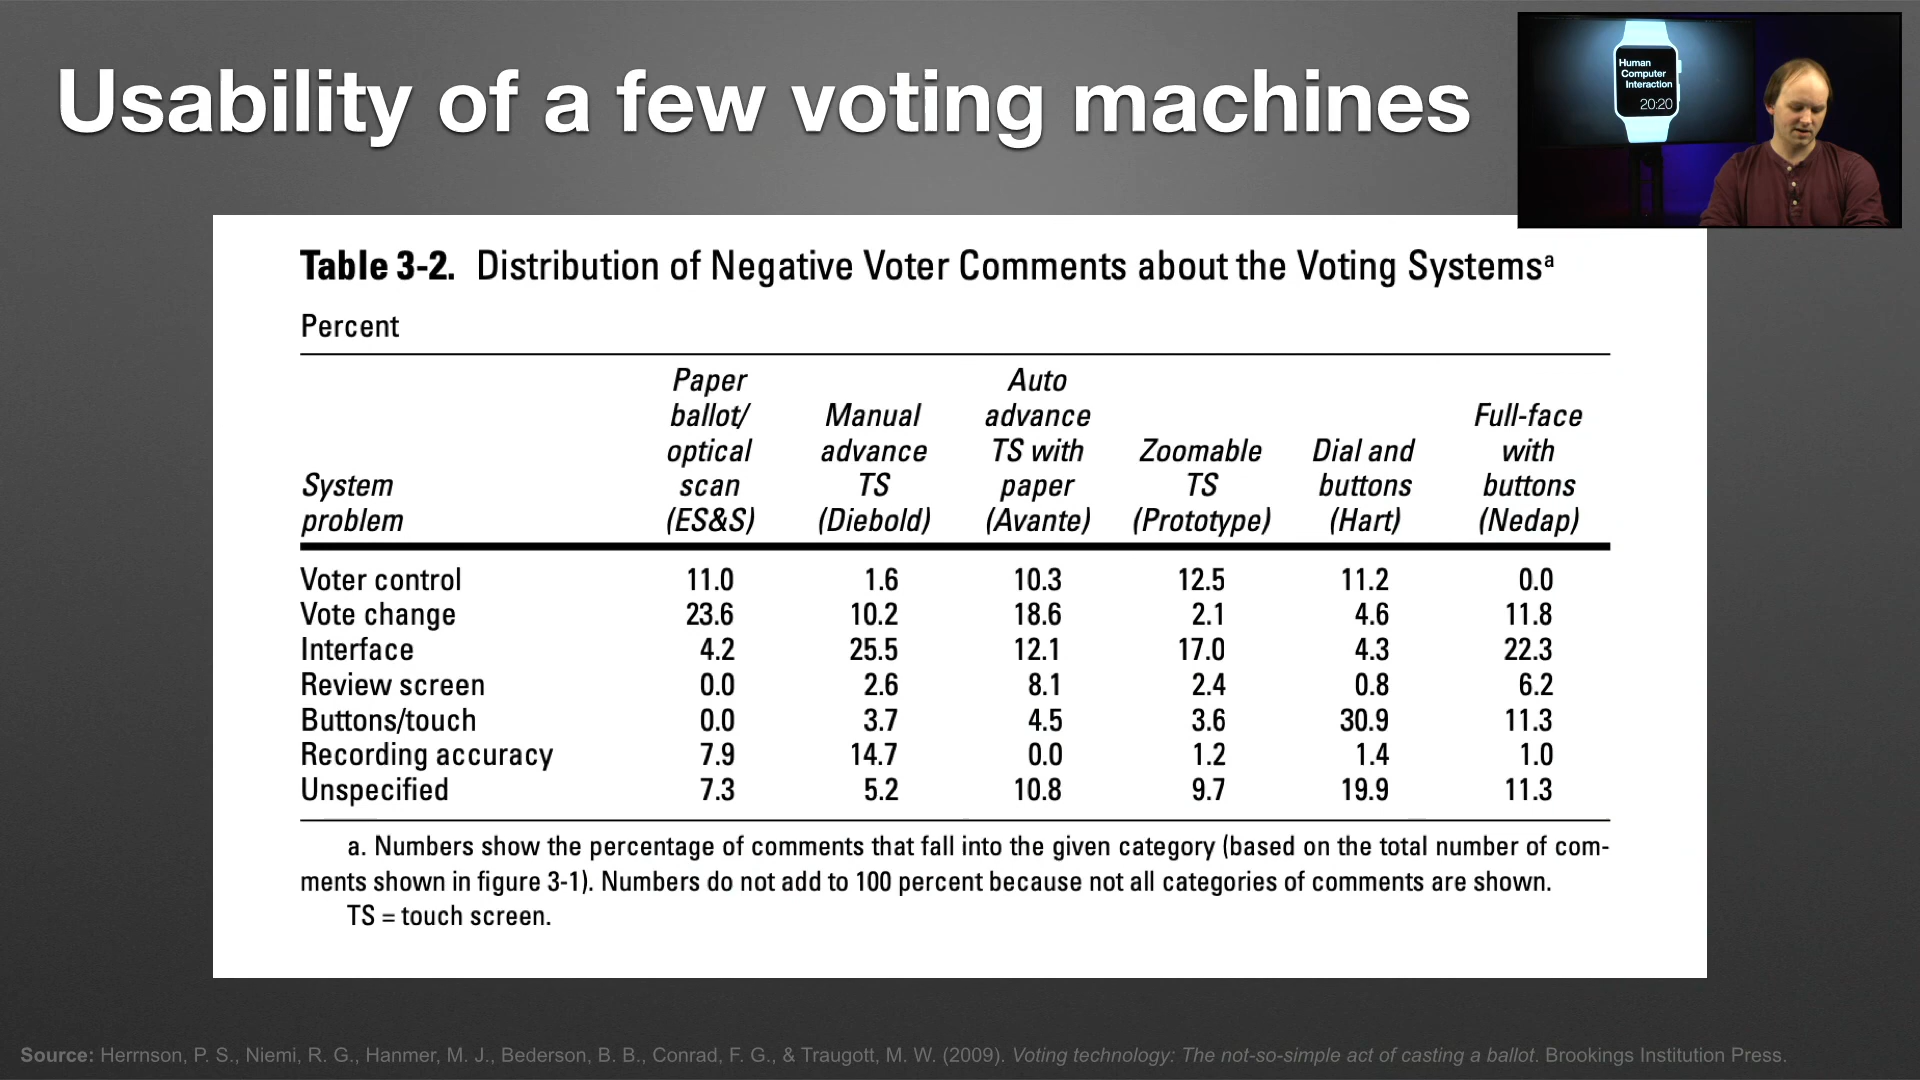 Usability of a few voting machines
Human
Computer
Interaction
20:20
Table 3-2. Distribution of Negative Voter Comments about the Voting Systemsᵃ
Percent
System problem
Paper ballot/ optical scan (ES&S)
Manual advance TS (Diebold)
Auto advance TS with paper (Avante)
Zoomable TS (Prototype)
Dial and buttons (Hart)
Full-face with buttons (Nedap)
Voter control 11.0 1.6 10.3 12.5 11.2 0.0
Vote change 23.6 10.2 18.6 2.1 4.6 11.8
Interface 4.2 25.5 12.1 17.0 4.3 22.3
Review screen 0.0 2.6 8.1 2.4 0.8 6.2
Buttons/touch 0.0 3.7 4.5 3.6 30.9 11.3
Recording accuracy 7.9 14.7 0.0 1.2 1.4 1.0
Unspecified 7.3 5.2 10.8 9.7 19.9 11.3
a. Numbers show the percentage of comments that fall into the given category (based on the total number of com-
ments shown in figure 3-1). Numbers do not add to 100 percent because not all categories of comments are shown.
TS = touch screen.
Source: Herrnson, P. S., Niemi, R. G., Hanmer, M. J., Bederson, B. B., Conrad, F. G., & Traugott, M. W. (2009). Voting technology: The not-so-simple act of casting a ballot. Brookings Institution Press.